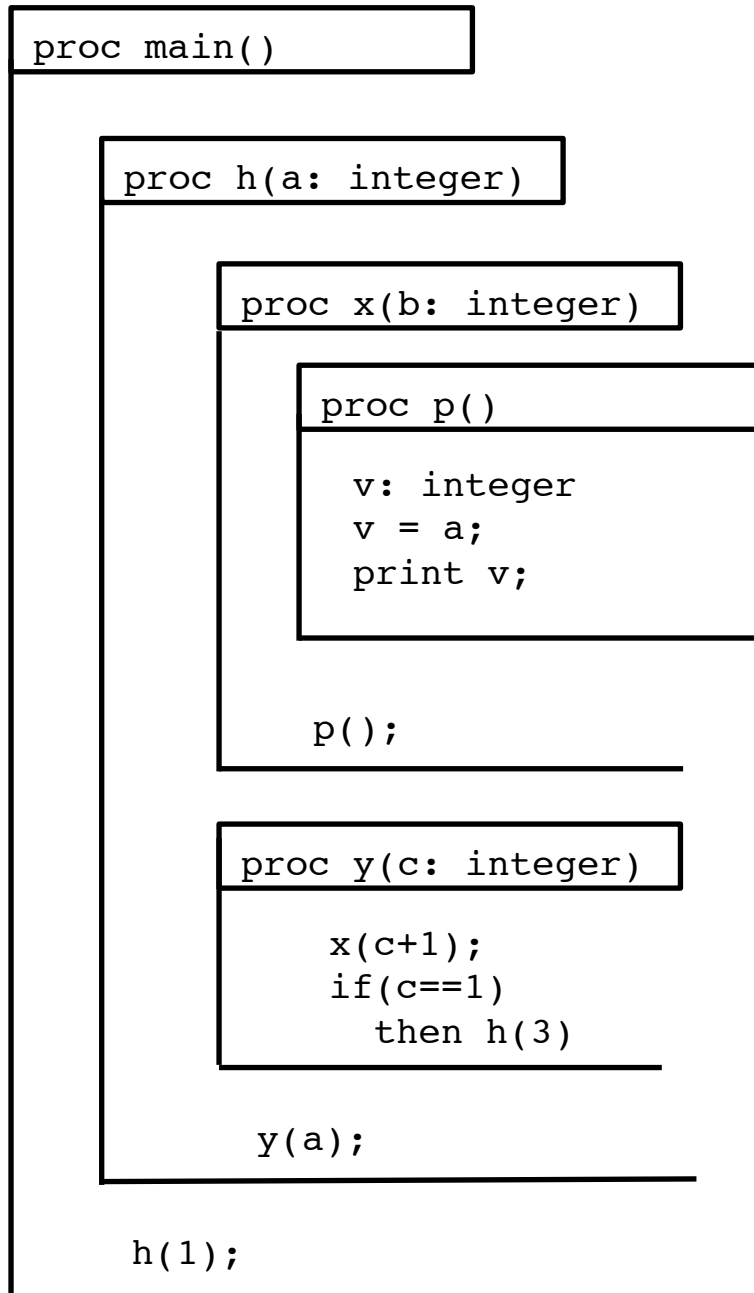 proc main()
proc h(a: integer)
proc x(b: integer)
proc p()
v: integer
v = a;
print v;
p();
proc y(c: integer)
x(c+1);
if(c==1)
then h(3)
y(a);
h(1);